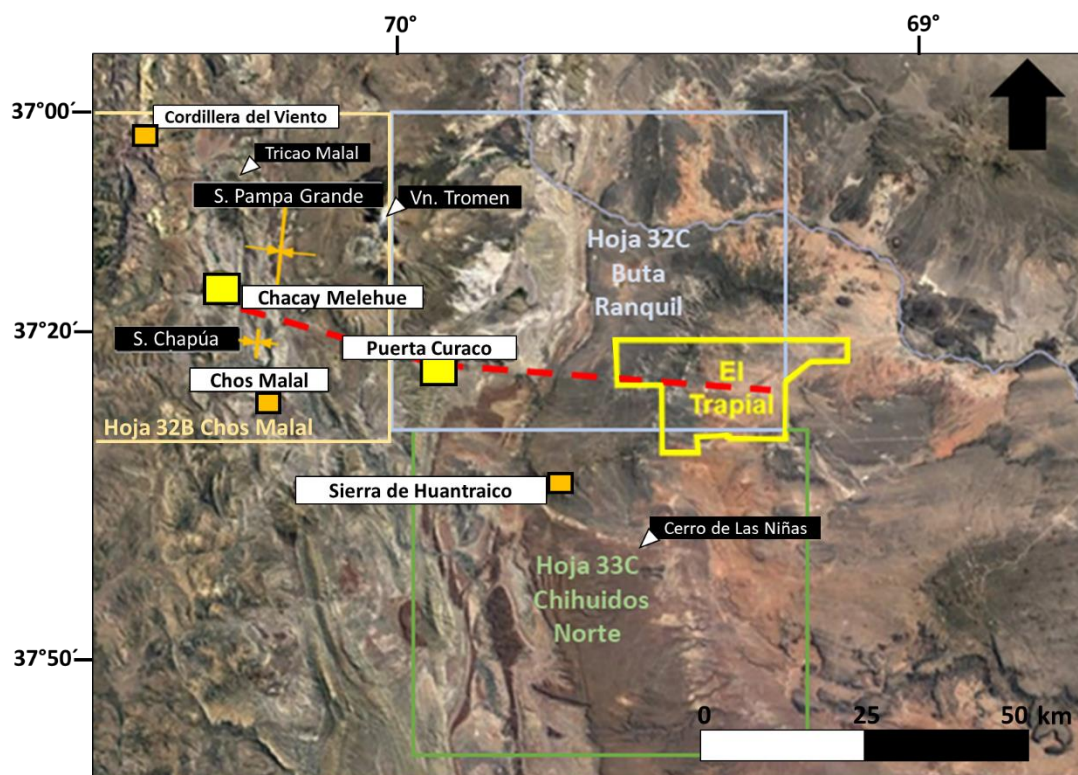 70°
69°
37°00´
Cordillera del Viento
Tricao Malal
S. Pampa Grande
Vn. Tromen
Hoja 32C
Buta
Ranquil
Chacay Melehue
37°20´
S. Chapúa
Puerta Curaco
El
Trapial
Chos Malal
Hoja 32B Chos Malal
Sierra de Huantraico
Cerro de Las Niñas
Hoja 33C
Chihuidos
Norte
37°50´
0 25 50 km